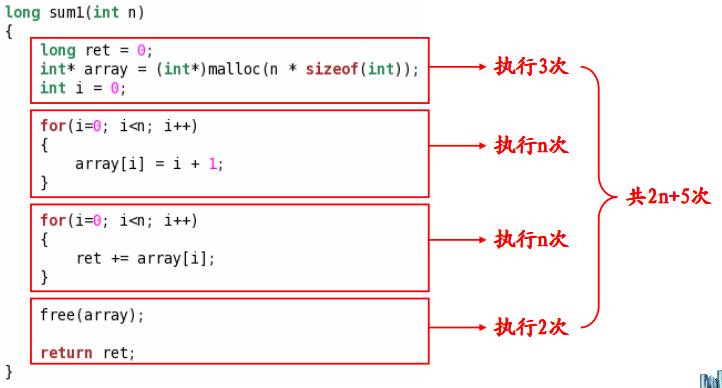 long sum1(int n)
{
long ret = 0;
int* array = (int*)malloc(n * sizeof(int));
int i = 0;
执行3次
for(i=0; i<n; i++)
{
array[i] = i + 1;
}
执行n次
共2n+5次
for(i=0; i<n; i++)
{
ret += array[i];
}
执行n次
free(array);
return ret;
执行2次
}